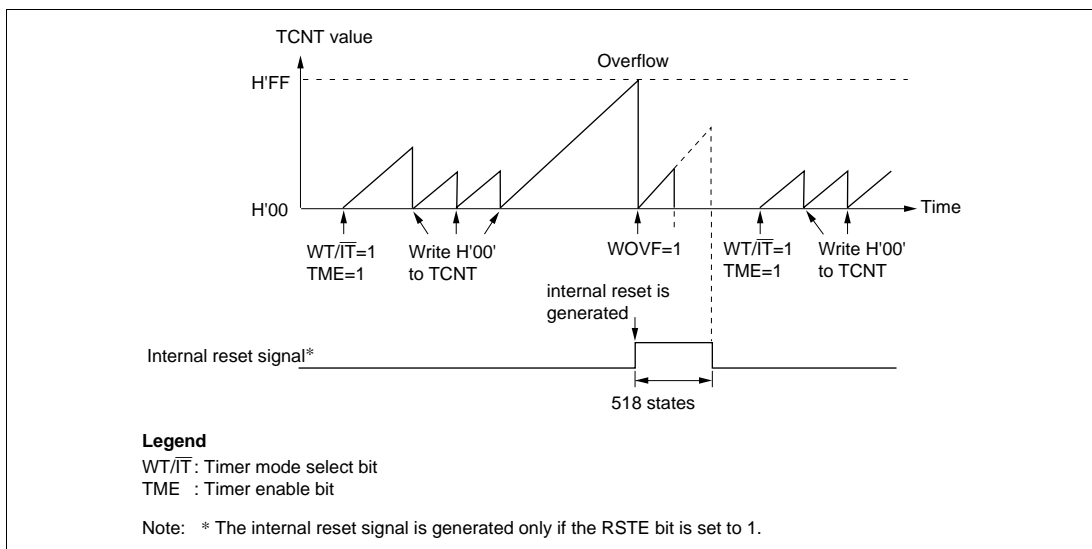 TCNT value
Overflow
H'FF
H'00
Time
WT/IT=1
TME=1
Write H'00'
to TCNT
WOVF=1
WT/IT=1
TME=1
Write H'00'
to TCNT
internal reset is
generated
Internal reset signal*
518 states
Legend
WT/IT : Timer mode select bit
TME : Timer enable bit
Note: * The internal reset signal is generated only if the RSTE bit is set to 1.